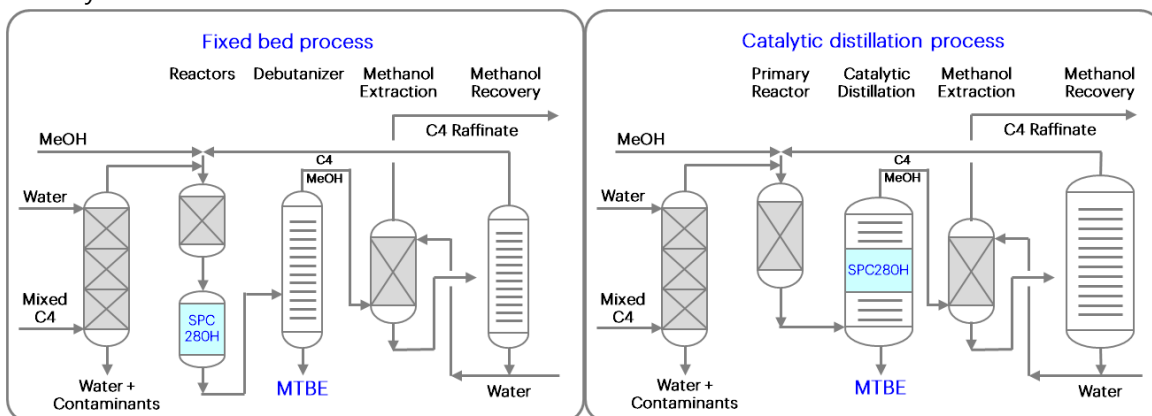 Fixed bed process
Reactors
Debutanizer
Methanol
Extraction
Methanol
Recovery
C4 Raffinate
MeOH
C4
MeOH
Water
SPC
280H
Mixed
C4
Water +
Contaminants
MTBE
Water
Catalytic distillation process
Primary
Reactor
Catalytic
Distillation
Methanol
Extraction
Methanol
Recovery
C4 Raffinate
MeOH
C4
MeOH
Water
SPC280H
Mixed
C4
Water +
Contaminants
MTBE
Water